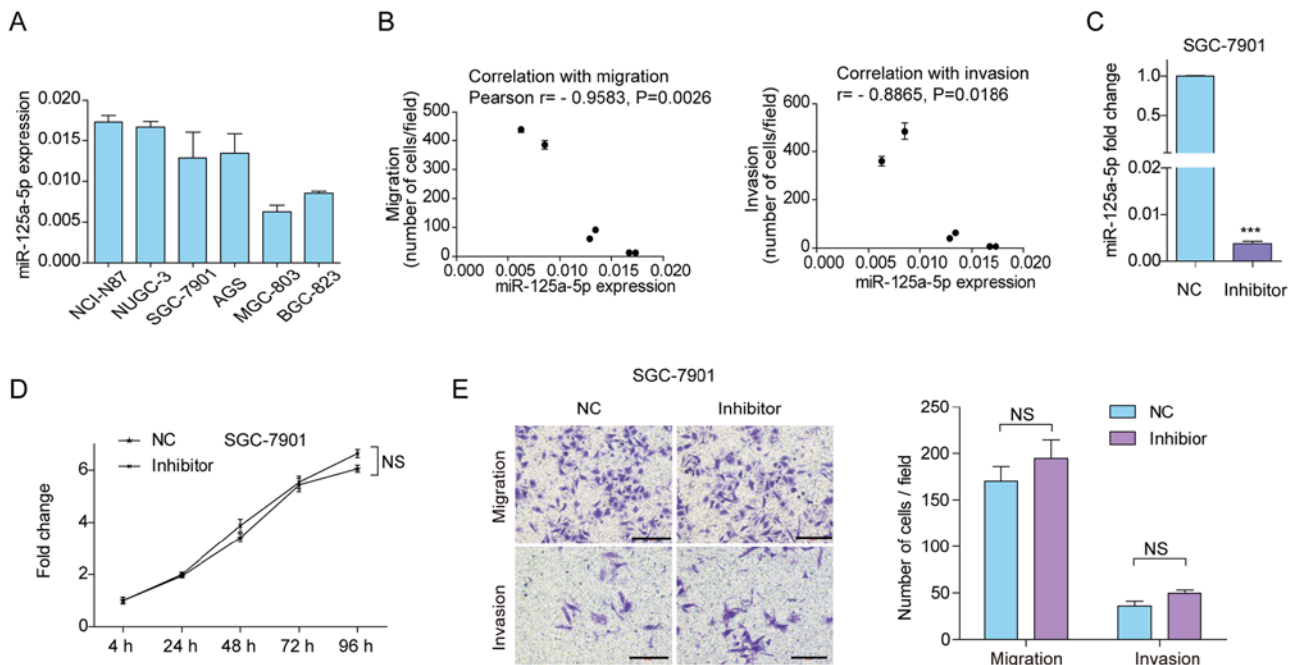 A
0.020
0.015
0.010
0.005
0.000
miR-125a-5p expression
NCI-N87
NUGC-3
SGC-7901
AGS
MGC-803
BGC-823
B
Correlation with migration
Pearson r= - 0.9583, P=0.0026
500
400
300
200
100
0
Migration
(number of cells/field)
0.000 0.005 0.010 0.015 0.020
miR-125a-5p expression
Correlation with invasion
r= - 0.8865, P=0.0186
600
400
200
0
Invasion
(number of cells/field)
0.000 0.005 0.010 0.015 0.020
miR-125a-5p expression
C
SGC-7901
1.0
0.5
0.02
0.01
0.00
miR-125a-5p fold change
***
NC Inhibitor
D
NC
Inhibitor
SGC-7901
NS
6
4
2
0
Fold change
4 h 24 h 48 h 72 h 96 h
E
SGC-7901
NC Inhibitor
Migration
Invasion
250
200
150
100
50
0
Number of cells / field
NS
NS
NC
Inhibior
Migration Invasion